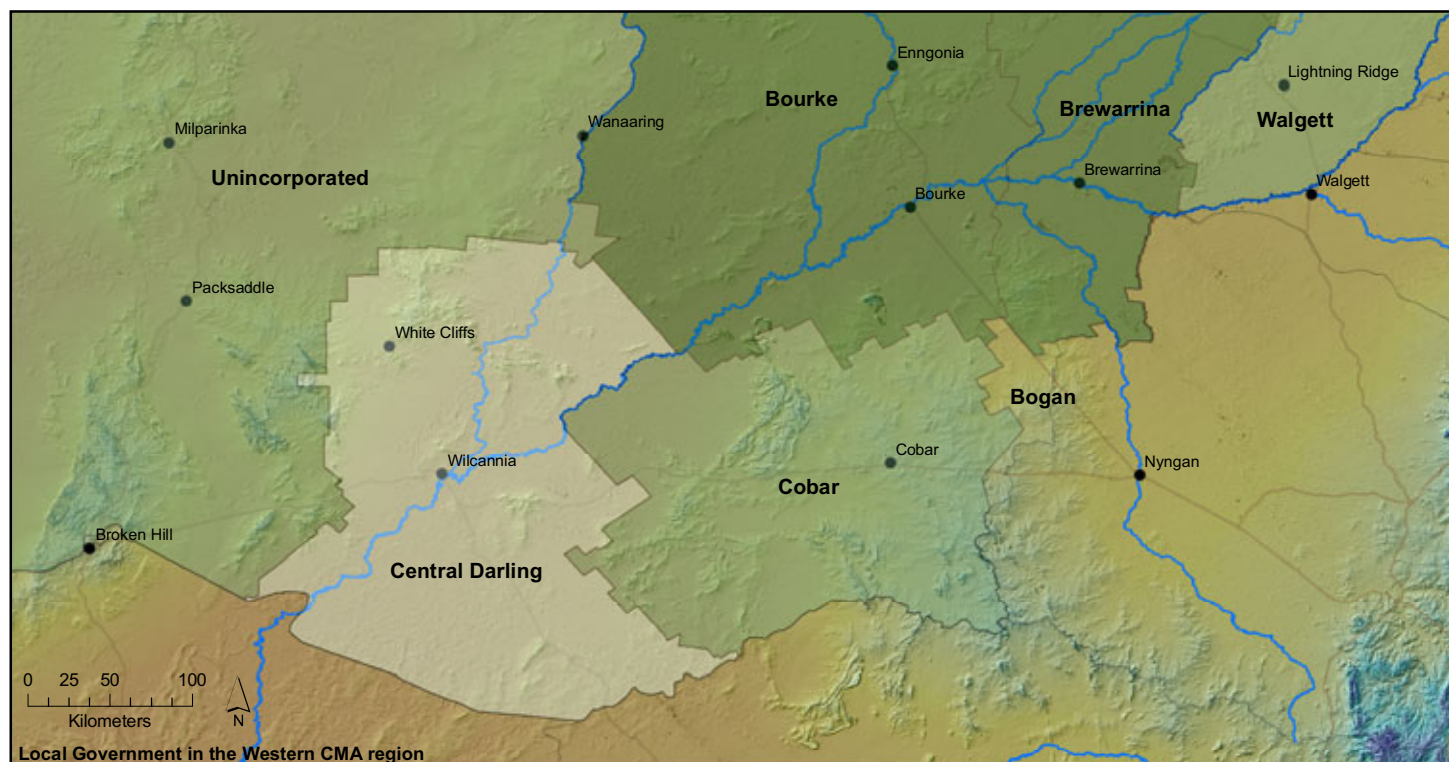 Enngonia
Lightning Ridge
Bourke
Brewarrina
Walgett
Wanaaring
Milparinka
Unincorporated
Brewarrina
Walgett
Bourke
Packsaddle
White Cliffs
Bogan
Cobar
Wilcannia
Nyngan
Cobar
Broken Hill
Central Darling
0 25 50 100
Kilometers
N
Local Government in the Western CMA region